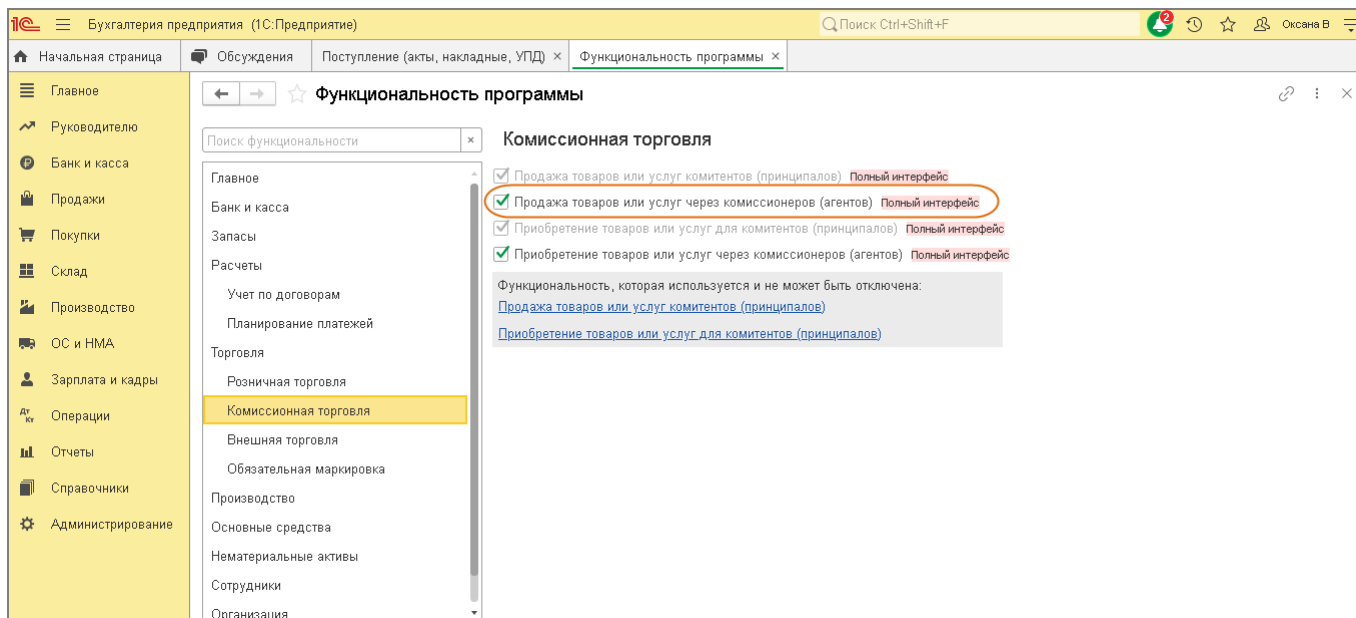 1С Бухгалтерия предприятия (1С:Предприятие) Поиск Ctrl+Shift+F 2 Оксана В
Начальная страница Обсуждения Поступление (акты, накладные, УПД) × Функциональность программы ×
Главное
Руководителю
Банк и касса
Продажи
Покупки
Склад
Производство
ОС и НМА
Зарплата и кадры
Дт Кт Операции
Отчеты
Справочники
Администрирование
Функциональность программы
Поиск функциональности ×
Главное
Банк и касса
Запасы
Расчеты
Учет по договорам
Планирование платежей
Торговля
Розничная торговля
Комиссионная торговля
Внешняя торговля
Обязательная маркировка
Производство
Основные средства
Нематериальные активы
Сотрудники
Организация
Комиссионная торговля
Продажа товаров или услуг комитентов (принципалов) Полный интерфейс
Продажа товаров или услуг через комиссионеров (агентов) Полный интерфейс
Приобретение товаров или услуг для комитентов (принципалов) Полный интерфейс
Приобретение товаров или услуг через комиссионеров (агентов) Полный интерфейс
Функциональность, которая используется и не может быть отключена:
Продажа товаров или услуг комитентов (принципалов)
Приобретение товаров или услуг для комитентов (принципалов)